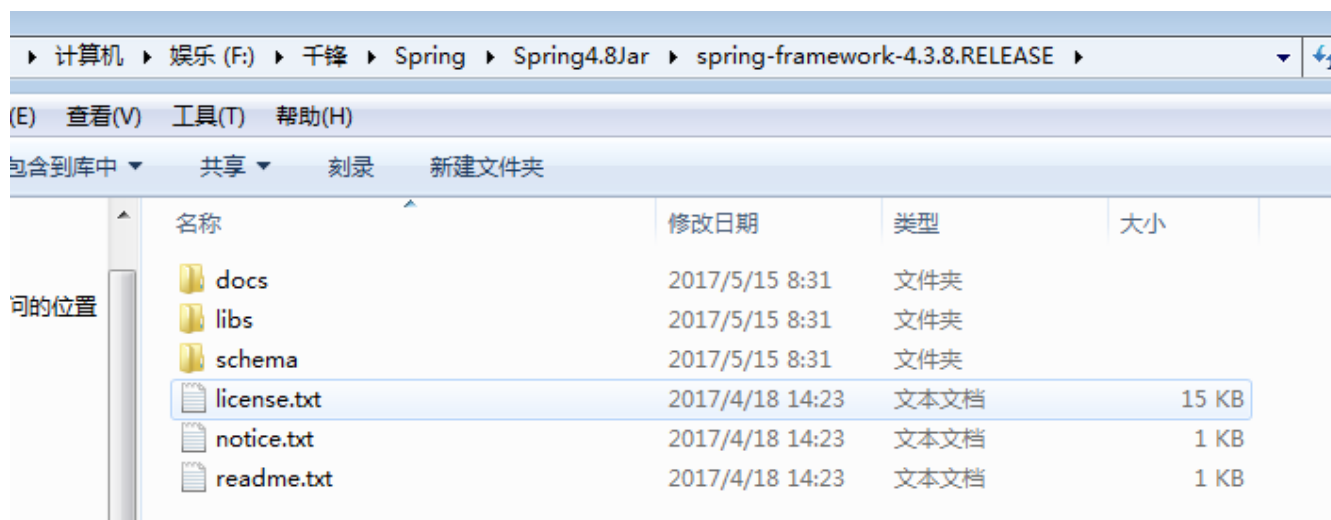 计算机 娱乐 (F:) 千锋 Spring Spring4.8Jar spring-framework-4.3.8.RELEASE
(E) 查看(V) 工具(T) 帮助(H)
包含到库中 共享 刻录 新建文件夹
名称 修改日期 类型 大小
docs 2017/5/15 8:31 文件夹
问的位置 libs 2017/5/15 8:31 文件夹
schema 2017/5/15 8:31 文件夹
license.txt 2017/4/18 14:23 文本文档 15 KB
notice.txt 2017/4/18 14:23 文本文档 1 KB
readme.txt 2017/4/18 14:23 文本文档 1 KB